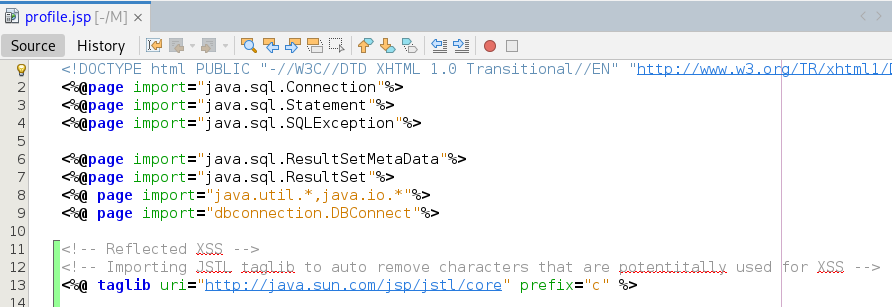 profile.jsp [-/M] ×
Source History
1 <!DOCTYPE html PUBLIC "-//W3C//DTD XHTML 1.0 Transitional//EN" "http://www.w3.org/TR/xhtml1/D
2 <%@page import="java.sql.Connection"%>
3 <%@page import="java.sql.Statement"%>
4 <%@page import="java.sql.SQLException"%>
5
6 <%@page import="java.sql.ResultSetMetaData"%>
7 <%@page import="java.sql.ResultSet"%>
8 <%@ page import="java.util.*,java.io.*"%>
9 <%@ page import="dbconnection.DBConnect"%>
10
11 <!-- Reflected XSS -->
12 <!-- Importing JSTL taglib to auto remove characters that are potentitally used for XSS -->
13 <%@ taglib uri="http://java.sun.com/jsp/jstl/core" prefix="c" %>
14